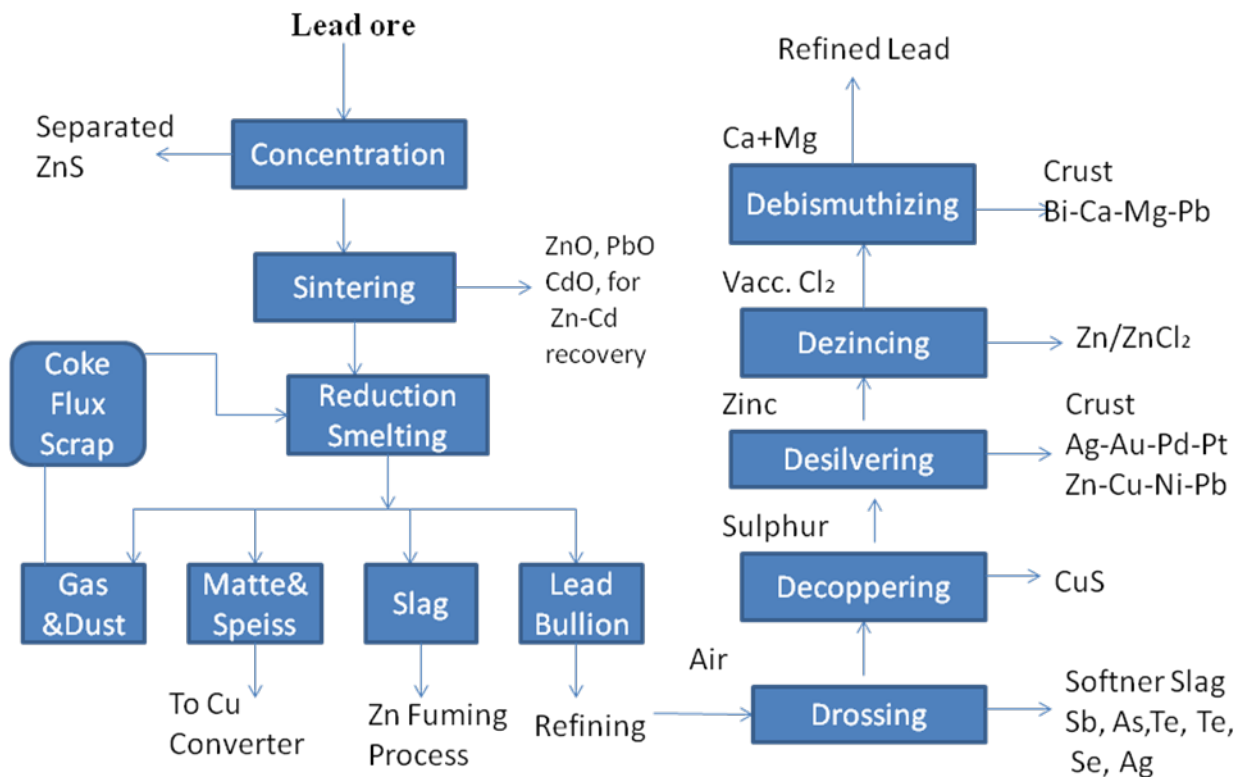 Lead ore
Separated
ZnS
Concentration
Sintering
ZnO, PbO
CdO, for
Zn-Cd
recovery
Coke
Flux
Scrap
Reduction
Smelting
Gas
&Dust
Matte&
Speiss
Slag
Lead
Bullion
To Cu
Converter
Zn Fuming
Process
Refining
Refined Lead
Ca+Mg
Debismuthizing
Crust
Bi-Ca-Mg-Pb
Vacc. Cl₂
Dezincing
Zn/ZnCl₂
Zinc
Desilvering
Crust
Ag-Au-Pd-Pt
Zn-Cu-Ni-Pb
Sulphur
Decoppering
CuS
Air
Drossing
Softner Slag
Sb, As,Te, Te,
Se, Ag